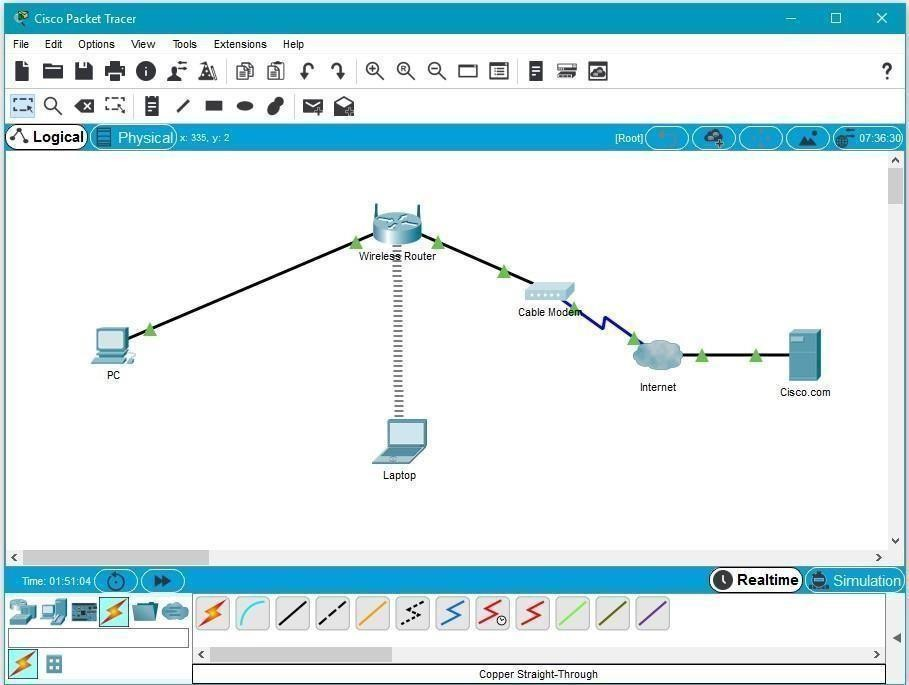 Cisco Packet Tracer
File Edit Options View Tools Extensions Help
Logical Physical x: 335, y: 2 [Root] 07:36:30
Wireless Router
Cable Modem
PC
Internet
Cisco.com
Laptop
Time: 01:51:04 Realtime Simulation
Copper Straight-Through